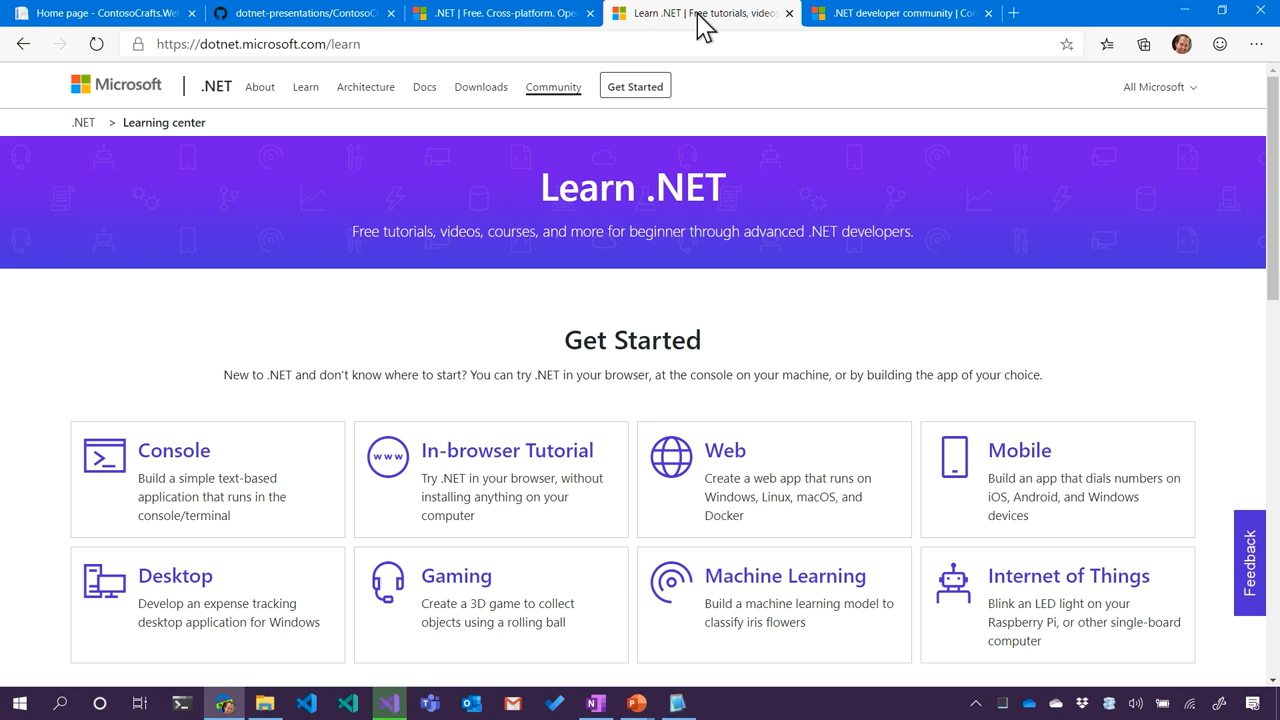 Home page - ContosoCrafts.Wel
dotnet-presentations/ContosoC
.NET | Free. Cross-platform. Ope
Learn .NET | Free tutorials, videos
.NET developer community | Con
https://dotnet.microsoft.com/learn
Microsoft
.NET
About
Learn
Architecture
Docs
Downloads
Community
Get Started
All Microsoft
.NET > Learning center
Learn .NET
Free tutorials, videos, courses, and more for beginner through advanced .NET developers.
Get Started
New to .NET and don't know where to start? You can try .NET in your browser, at the console on your machine, or by building the app of your choice.
Console
Build a simple text-based
application that runs in the
console/terminal
www
In-browser Tutorial
Try .NET in your browser, without
installing anything on your
computer
Web
Create a web app that runs on
Windows, Linux, macOS, and
Docker
Mobile
Build an app that dials numbers on
iOS, Android, and Windows
devices
Desktop
Develop an expense tracking
desktop application for Windows
Gaming
Create a 3D game to collect
objects using a rolling ball
Machine Learning
Build a machine learning model to
classify iris flowers
Internet of Things
Blink an LED light on your
Raspberry Pi, or other single-board
computer
Feedback